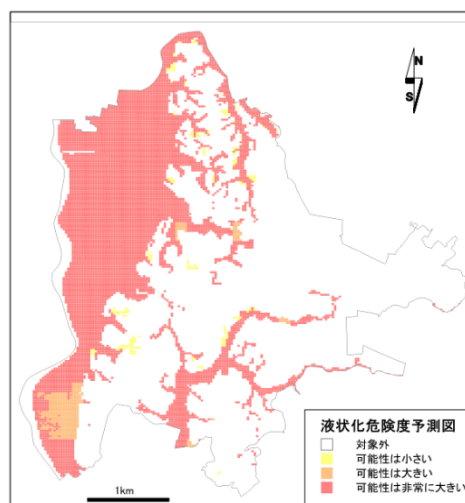 N
S
液状化危険度予測図
対象外
可能性は小さい
可能性は大きい
可能性は非常に大きい
1km